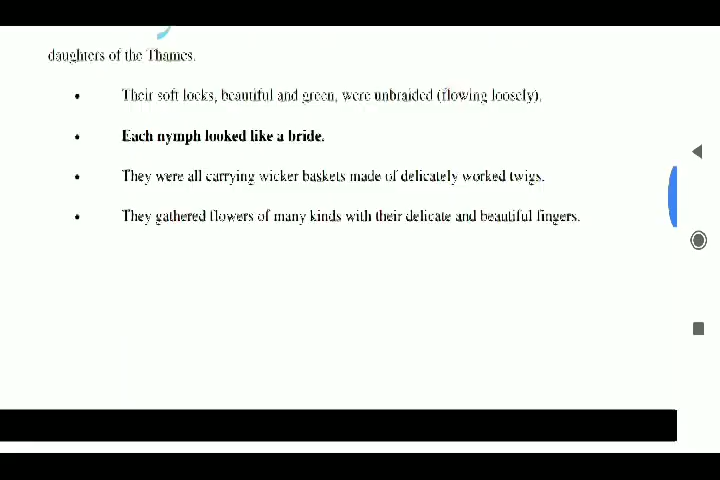 daughters of the Thames.
• Their soft locks, beautiful and green, were unbraided (flowing loosely).
• Each nymph looked like a bride.
• They were all carrying wicker baskets made of delicately worked twigs.
• They gathered flowers of many kinds with their delicate and beautiful fingers.